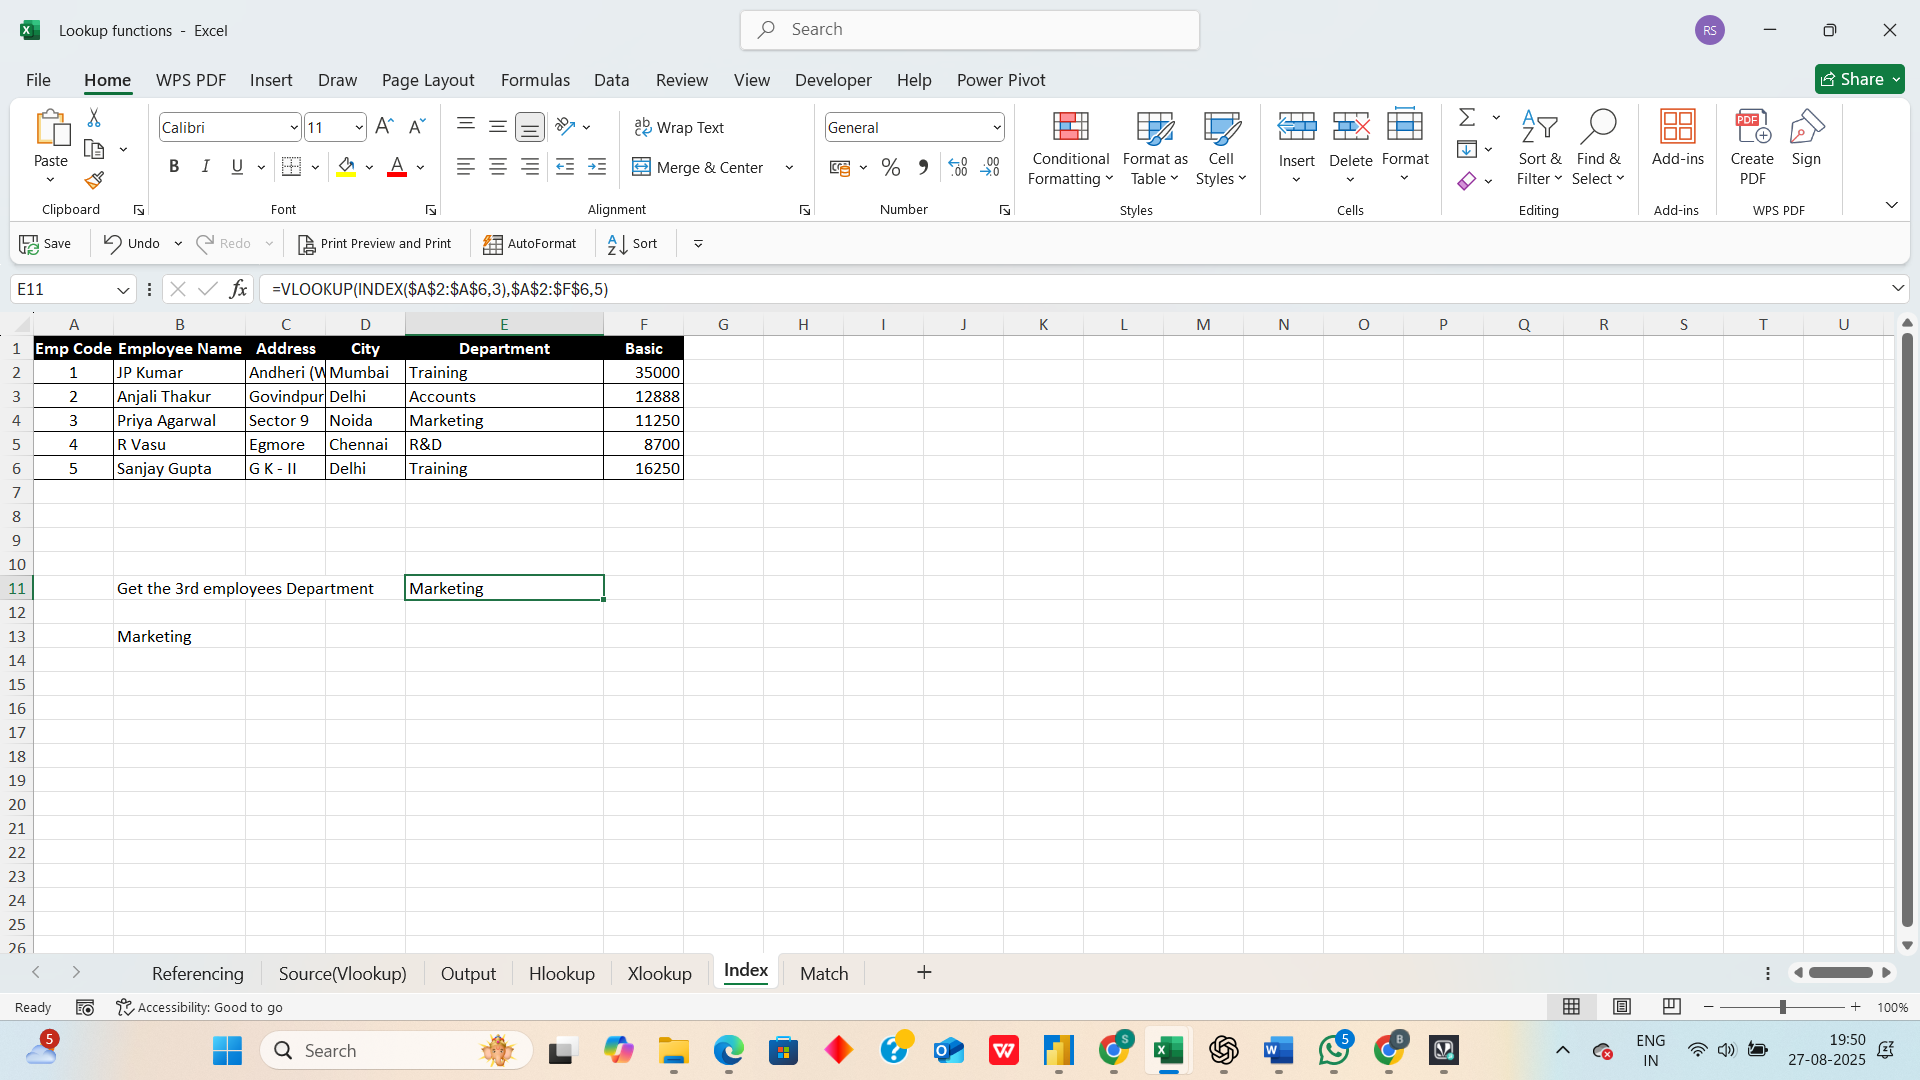 Lookup functions - Excel
Search
RS
File Home WPS PDF Insert Draw Page Layout Formulas Data Review View Developer Help Power Pivot
Share
Paste
Clipboard
Calibri 11
B I U
Font
Wrap Text
Merge & Center
Alignment
General
Number
Conditional Formatting
Format as Table
Cell Styles
Styles
Insert Delete Format
Cells
Sort & Filter
Find & Select
Editing
Add-ins
Add-ins
Create PDF
Sign
WPS PDF
Save Undo Redo Print Preview and Print AutoFormat Sort
E11
fx =VLOOKUP(INDEX($A$2:$A$6,3),$A$2:$F$6,5)
A B C D E F G H I J K L M N O P Q R S T U
1 Emp Code Employee Name Address City Department Basic
2 1 JP Kumar Andheri (W Mumbai Training 35000
3 2 Anjali Thakur Govindpur Delhi Accounts 12888
4 3 Priya Agarwal Sector 9 Noida Marketing 11250
5 4 R Vasu Egmore Chennai R&D 8700
6 5 Sanjay Gupta G K - II Delhi Training 16250
7
8
9
10
11 Get the 3rd employees Department Marketing
12
13 Marketing
14
15
16
17
18
19
20
21
22
23
24
25
26
Referencing Source(Vlookup) Output Hlookup Xlookup Index Match
Ready Accessibility: Good to go 100%
5
Search
S
5
B
ENG
IN
19:50
27-08-2025